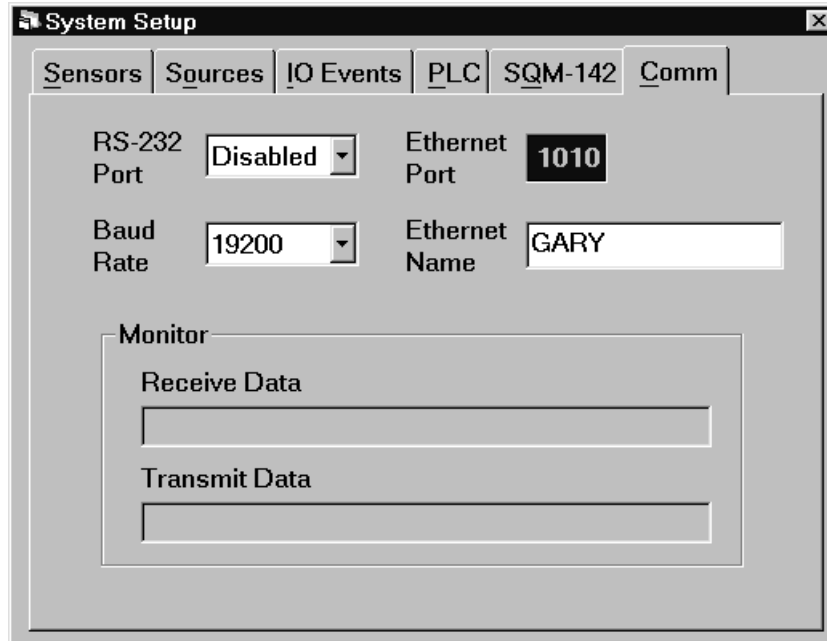 System Setup
Sensors Sources IO Events PLC SQM-142 Comm
RS-232 Port
Disabled
Ethernet Port
1010
Baud Rate
19200
Ethernet Name
GARY
Monitor
Receive Data
Transmit Data